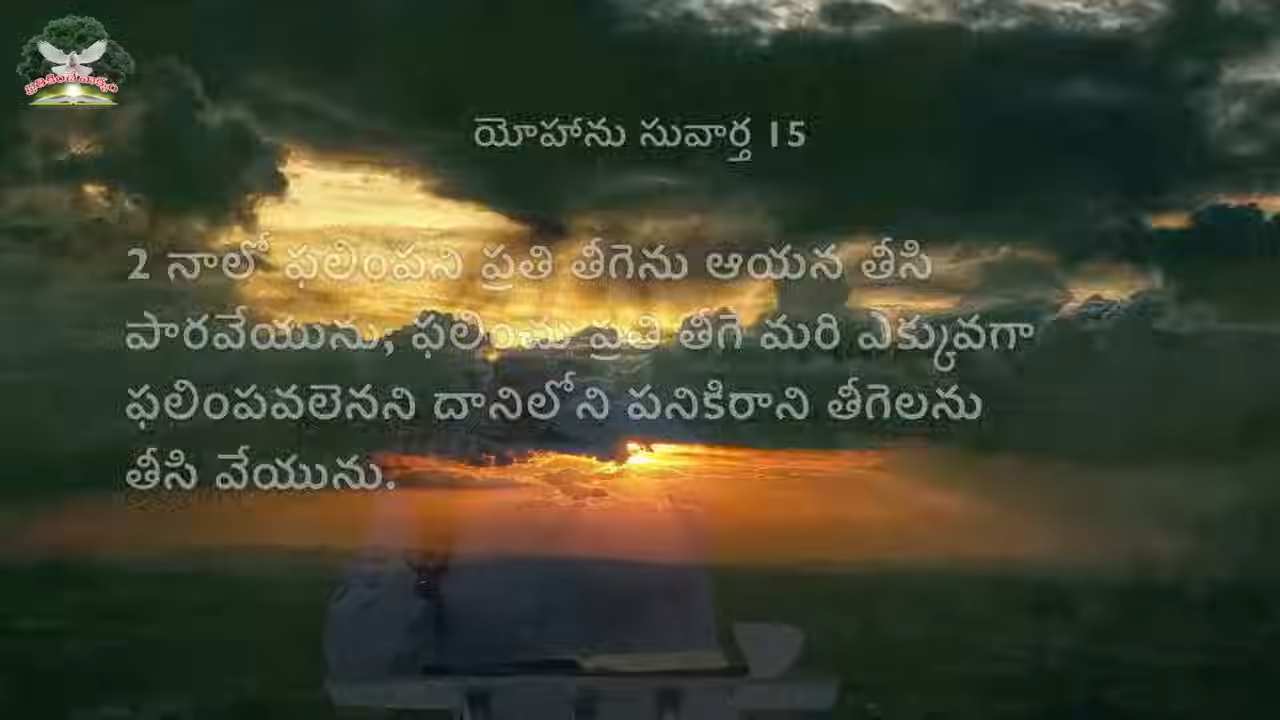 యోహాను సువార్త 15
2 నాలో ఫలింపని ప్రతి తీగెను ఆయన తీసి
పారవేయును, ఫలించు ప్రతి తీగె మరి ఎక్కువగా
ఫలింపవలెనని దానిలోని పనికిరాని తీగెలను
తీసి వేయును.